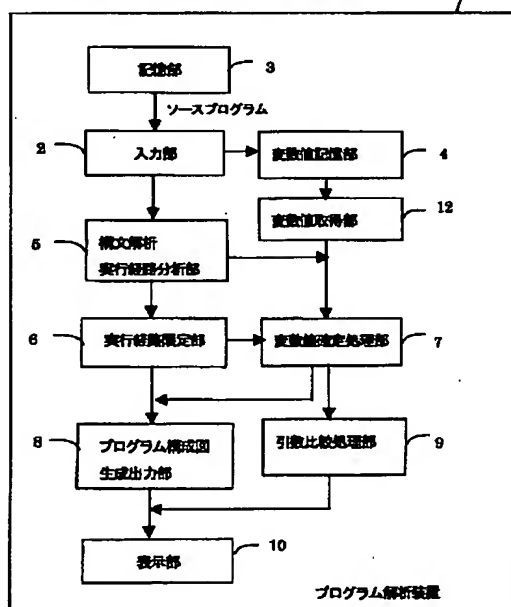 記憶部
3
ソースプログラム
2
入力部
変数値記憶部
4
変数値取得部
12
5
構文解析
実行経路分析部
6
実行経路限定部
変数値確定処理部
7
8
プログラム構成図
生成出力部
引数比較処理部
9
表示部
10
プログラム解析装置